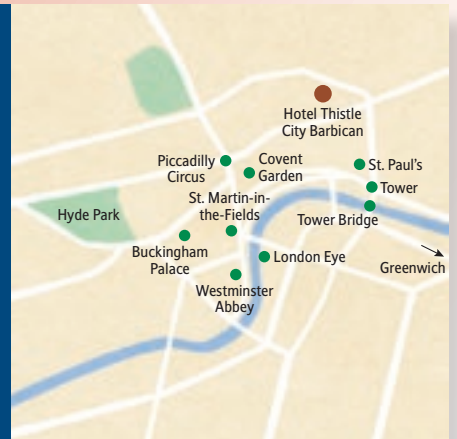 Hotel Thistle
City Barbican
Piccadilly
Circus
Covent
Garden
St. Paul's
Tower
St. Martin-in-
the-Fields
Hyde Park
Tower Bridge
Buckingham
Palace
London Eye
Greenwich
Westminster
Abbey